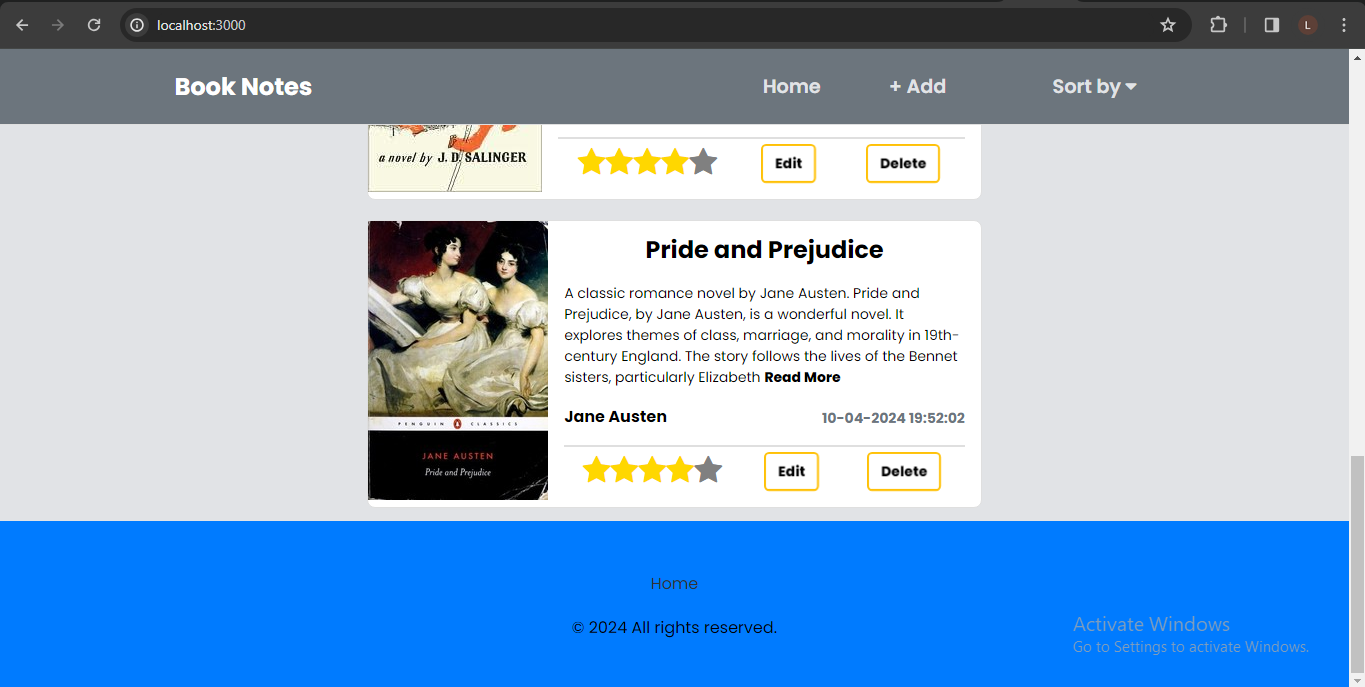 localhost:3000
L
Book Notes
Home
+ Add
Sort by
a novel by J. D. SALINGER
Edit
Delete
Pride and Prejudice
A classic romance novel by Jane Austen. Pride and
Prejudice, by Jane Austen, is a wonderful novel. It
explores themes of class, marriage, and morality in 19th-
century England. The story follows the lives of the Bennet
sisters, particularly Elizabeth Read More
Jane Austen
10-04-2024 19:52:02
PENGUIN CLASSICS
JANE AUSTEN
Pride and Prejudice
Edit
Delete
Home
© 2024 All rights reserved.
Activate Windows
Go to Settings to activate Windows.